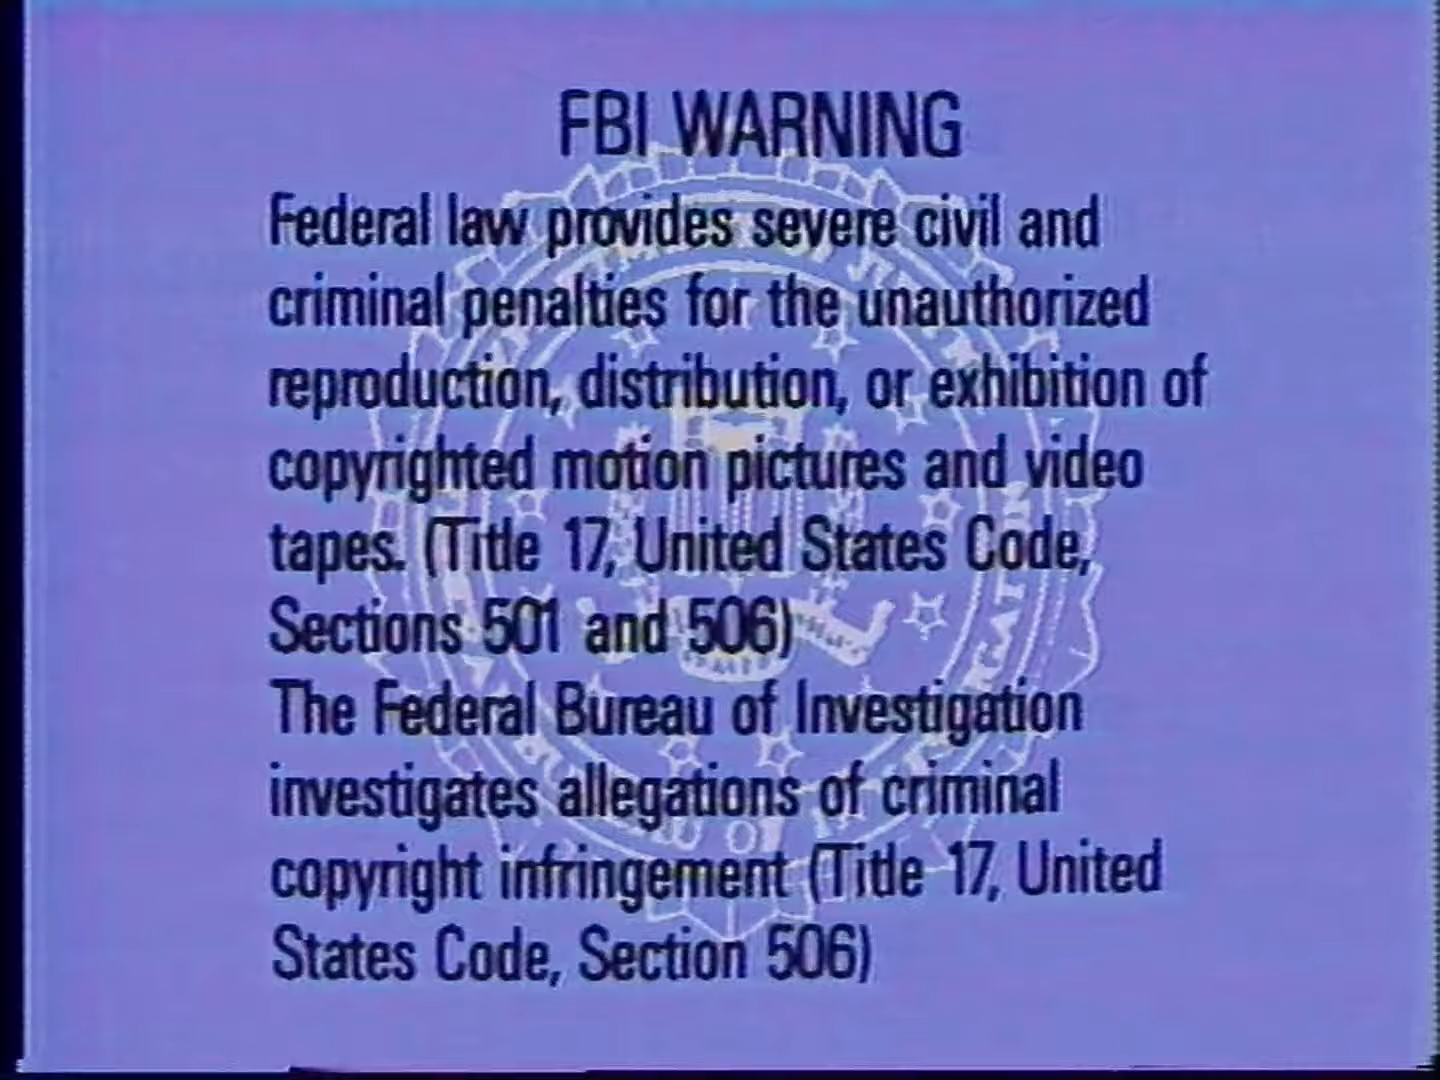 FBI WARNING
Federal law provides severe civil and
criminal penalties for the unauthorized
reproduction, distribution, or exhibition of
copyrighted motion pictures and video
tapes. (Title 17, United States Code,
Sections 501 and 506)
The Federal Bureau of Investigation
investigates allegations of criminal
copyright infringement (Title 17, United
States Code, Section 506)